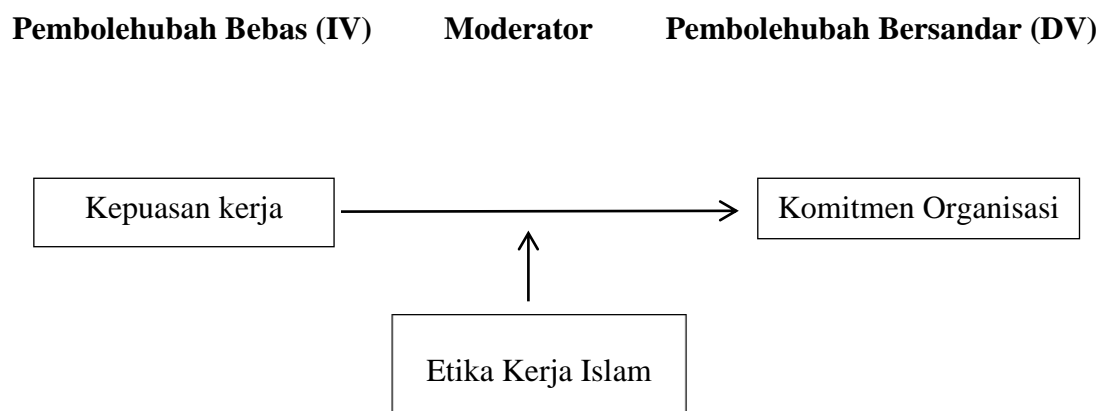 Pembolehubah Bebas (IV) Moderator Pembolehubah Bersandar (DV)
Kepuasan kerja
Komitmen Organisasi
Etika Kerja Islam